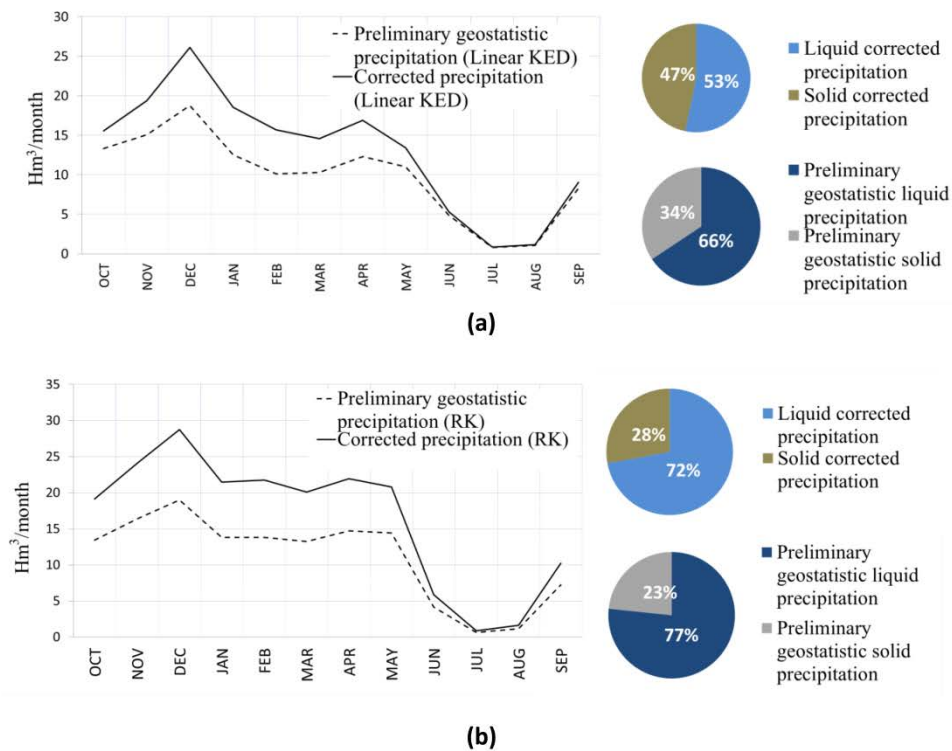 30
25
20
15
10
5
0
Hm³/month
Preliminary geostatistic
precipitation (Linear KED)
Corrected precipitation
(Linear KED)
OCT
NOV
DEC
JAN
FEB
MAR
APR
MAY
JUN
JUL
AUG
SEP
47%
53%
Liquid corrected
precipitation
Solid corrected
precipitation
34%
66%
Preliminary
geostatistic liquid
precipitation
Preliminary
geostatistic solid
precipitation
(a)
35
30
25
20
15
10
5
0
Hm³/month
Preliminary geostatistic
precipitation (RK)
Corrected precipitation (RK)
OCT
NOV
DEC
JAN
FEB
MAR
APR
MAY
JUN
JUL
AUG
SEP
28%
72%
Liquid corrected
precipitation
Solid corrected
precipitation
23%
77%
Preliminary
geostatistic liquid
precipitation
Preliminary
geostatistic solid
precipitation
(b)